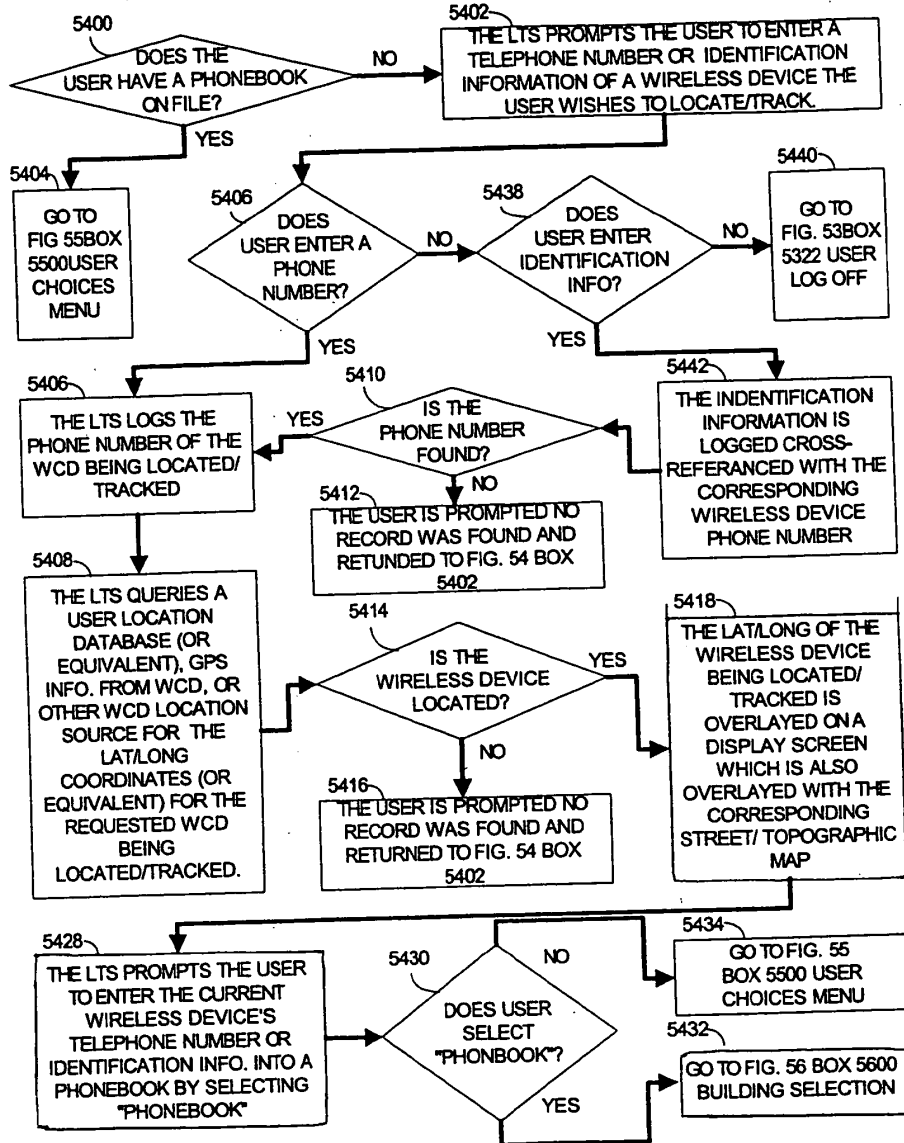 5400
DOES THE
USER HAVE A PHONEBOOK
ON FILE?
NO
YES
5402
THE LTS PROMPTS THE USER TO ENTER A
TELEPHONE NUMBER OR IDENTIFICATION
INFORMATION OF A WIRELESS DEVICE THE
USER WISHES TO LOCATE/TRACK.
5404
GO TO
FIG 55BOX
5500USER
CHOICES
MENU
5406
DOES
USER ENTER A
PHONE
NUMBER?
NO
YES
5438
DOES
USER ENTER
IDENTIFICATION
INFO?
NO
YES
5440
GO TO
FIG. 53BOX
5322 USER
LOG OFF
5406
THE LTS LOGS THE
PHONE NUMBER OF THE
WCD BEING LOCATED/
TRACKED
5410
YES
IS THE
PHONE NUMBER
FOUND?
NO
5442
THE INDENTIFICATION
INFORMATION IS
LOGGED CROSS-
REFERANCED WITH THE
CORRESPONDING
WIRELESS DEVICE
PHONE NUMBER
5412
THE USER IS PROMPTED NO
RECORD WAS FOUND AND
RETUNDED TO FIG. 54 BOX
5402
5408
THE LTS QUERIES A
USER LOCATION
DATABASE (OR
EQUIVALENT), GPS
INFO. FROM WCD, OR
OTHER WCD LOCATION
SOURCE FOR THE
LAT/LONG
COORDINATES (OR
EQUIVALENT) FOR THE
REQUESTED WCD
BEING
LOCATED/TRACKED.
5414
IS THE
WIRELESS DEVICE
LOCATED?
YES
NO
5416
THE USER IS PROMPTED NO
RECORD WAS FOUND AND
RETURNED TO FIG. 54 BOX
5402
5418
THE LAT/LONG OF THE
WIRELESS DEVICE
BEING LOCATED/
TRACKED IS
OVERLAYED ON A
DISPLAY SCREEN
WHICH IS ALSO
OVERLAYED WITH THE
CORRESPONDING
STREET/ TOPOGRAPHIC
MAP
5428
THE LTS PROMPTS THE USER
TO ENTER THE CURRENT
WIRELESS DEVICE'S
TELEPHONE NUMBER OR
IDENTIFICATION INFO. INTO A
PHONEBOOK BY SELECTING
"PHONEBOOK"
5430
DOES USER
SELECT
"PHONBOOK"?
NO
YES
5434
GO TO FIG. 55
BOX 5500 USER
CHOICES MENU
5432
GO TO FIG. 56 BOX 5600
BUILDING SELECTION